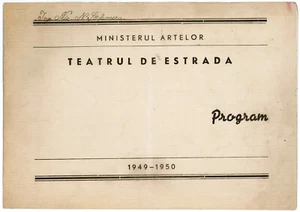 MINISTERUL ARTELOR
TEATRUL DE ESTRADA
Program
1949-1950